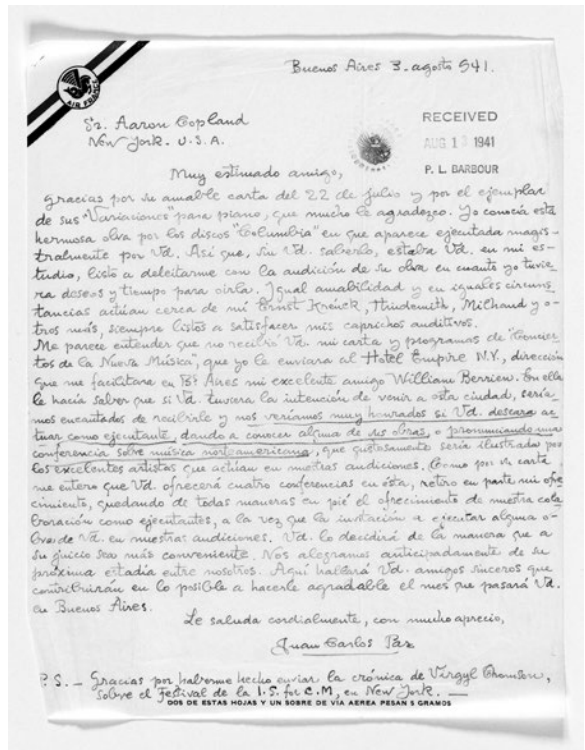 Buenos Aires 3. agosto 941.
AIR FRANCE
Sr. Aaron Copland
New York. U.S.A.
RECEIVED
AUG 13 1941
P. L. BARBOUR
Muy estimado amigo,
gracias por su amable carta del 22 de julio y por el ejemplar
de sus "Variaciones" para piano, que mucho le agradezco. Yo conocía esta
hermosa obra por los discos "Columbia" en que aparece ejecutada magis-
tralmente por Vd. Así que, sin Vd. saberlo, estaba Vd. en mi es-
tudio, listo a deleitarme con la audición de su obra en cuanto yo tuvie-
ra deseos y tiempo para oirla. Igual amabilidad y en iguales circuns-
tancias actúan cerca de mi Ernst Krenek, Hindemith, Milhaud y o-
tros más, siempre listos a satisfacer mis caprichos auditivos.
Me parece entender que no recibió Vd. mi carta y programas de "Concier-
tos de la Nueva Música", que yo le enviara al Hotel Empire N.Y., dirección
que me facilitara en Bs Aires mi excelente amigo William Berrien. En ella
le hacía saber que si Vd. tuviera la intención de venir a esta ciudad, sería-
mos encantados de recibirle y nos veríamos muy honrados si Vd. deseara ac-
tuar como ejecutante, dando a conocer alguna de sus obras, o pronunciando una
conferencia sobre música norteamericana, que gustosamente sería ilustrada por
los excelentes artistas que actúan en nuestras audiciones. Como por su carta
me entero que Vd. ofrecerá cuatro conferencias en ésta, retiro en parte mi ofre
cimiento, quedando de todas maneras en pié el ofrecimiento de nuestra cola
boración como ejecutantes, a la vez que la invitación a ejecutar alguna o-
bra de Vd. en nuestras audiciones. Vd. lo decidirá de la manera que a
su juicio sea más conveniente. Nos alegramos anticipadamente de su
próxima estadía entre nosotros. Aquí hallará Vd. amigos sinceros que
contribuirán en lo posible a hacerle agradable el mes que pasará Vd.
en Buenos Aires.
Le saluda cordialmente, con mucho aprecio,
Juan Carlos Paz
P.S. — Gracias por haberme hecho enviar la crónica de Virgyl Thomson,
sobre el Festival de la I.S. for C.M, en New York. —
DOS DE ESTAS HOJAS Y UN SOBRE DE VIA AEREA PESAN 5 GRAMOS